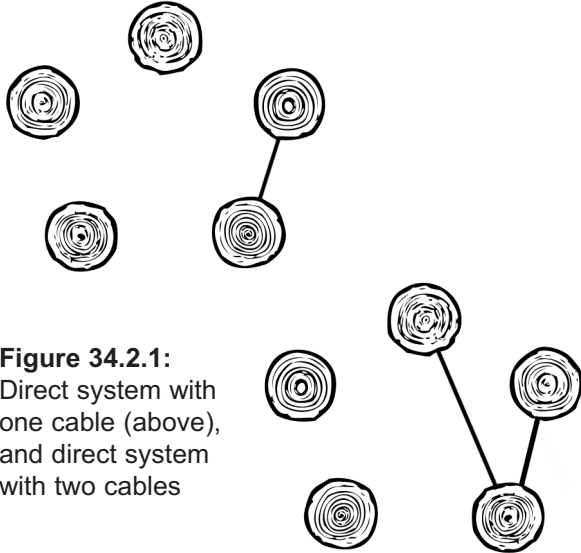 Figure 34.2.1:
Direct system with
one cable (above),
and direct system
with two cables